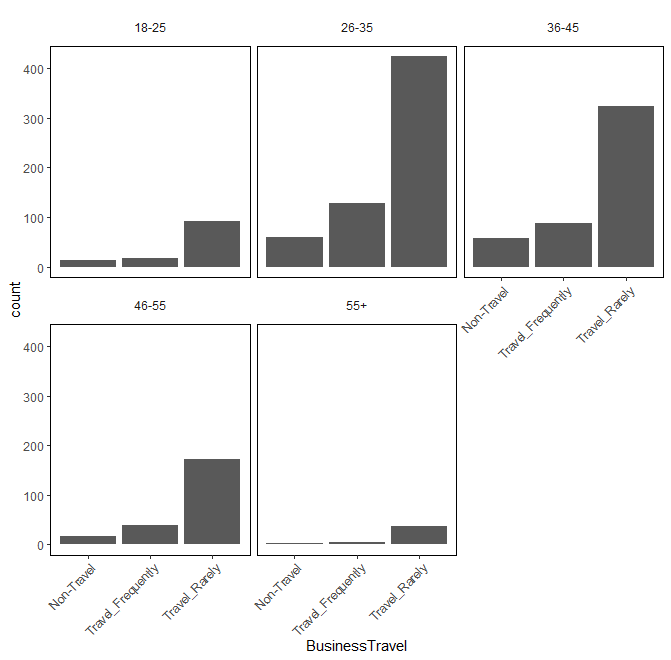 18-25
26-35
36-45
400
300
200
100
0
count
46-55
55+
Non-Travel
Travel_Frequently
Travel_Rarely
400
300
200
100
0
Non-Travel
Travel_Frequently
Travel_Rarely
Non-Travel
Travel_Frequently
Travel_Rarely
BusinessTravel